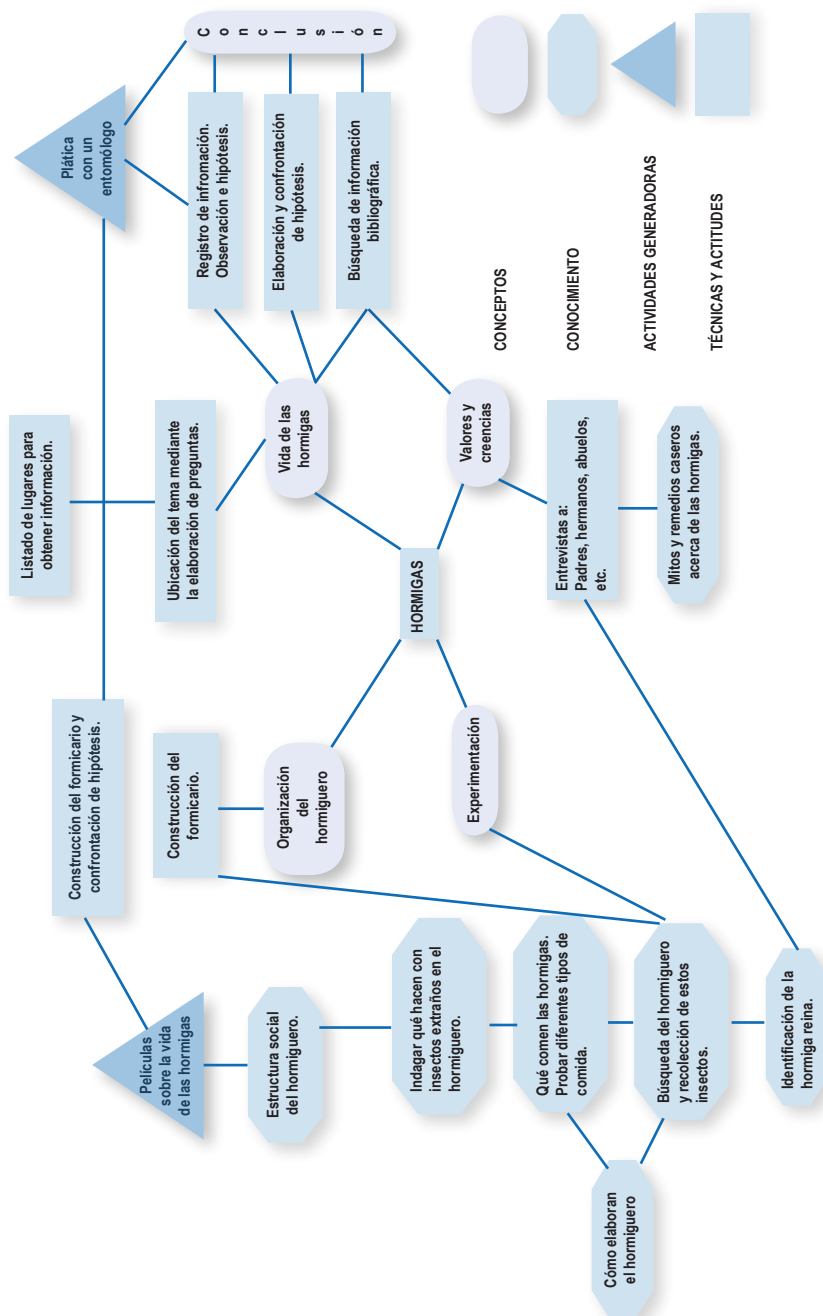 Películas
sobre la vida
de las hormigas
Construcción del formicario y
confrontación de hipótesis.
Listado de lugares para
obtener información.
Plática
con un
entomólogo
Estructura social
del hormiguero.
Construcción del
formicario.
Ubicación del tema mediante
la elaboración de preguntas.
Registro de infromación.
Observación e hipótesis.
Conclusión
Organización
del
hormiguero
Vida de las
hormigas
Elaboración y confrontación
de hipótesis.
Indagar qué hacen con
insectos extraños en el
hormiguero.
Búsqueda de información
bibliográfica.
HORMIGAS
Qué comen las hormigas.
Probar diferentes tipos de
comida.
Experimentación
Valores y
creencias
Cómo elaboran
el hormiguero
Búsqueda del hormiguero
y recolección de estos
insectos.
Entrevistas a:
Padres, hermanos, abuelos,
etc.
Identificación de la
hormiga reina.
Mitos y remedios caseros
acerca de las hormigas.
CONCEPTOS
CONOCIMIENTO
ACTIVIDADES GENERADORAS
TÉCNICAS Y ACTITUDES